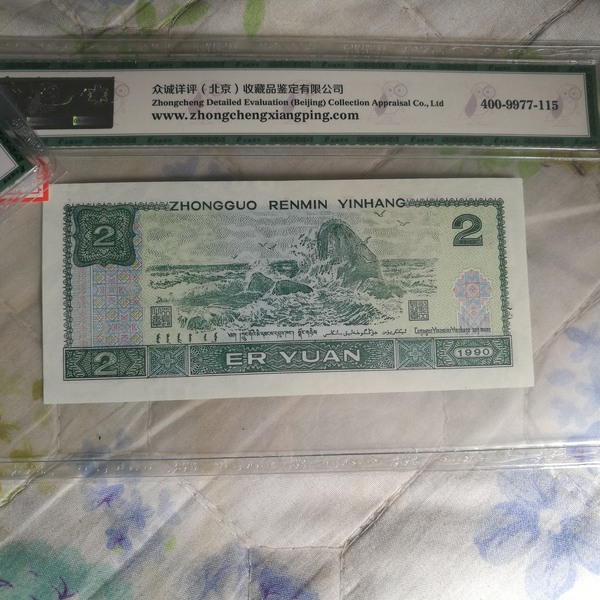 众诚详评（北京）收藏品鉴定有限公司
Zhongcheng Detailed Evaluation (Beijing) Collection Appraisal Co., Ltd
400-9977-115
www.zhongchengxiangping.com
ZHONGGUO RENMIN YINHANG
2
2
2
ER YUAN
1990